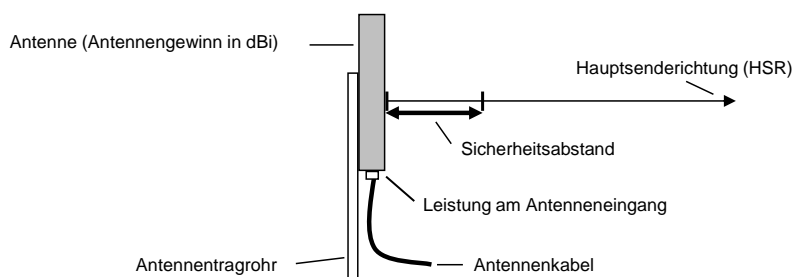 Antenne (Antennengewinn in dBi)
Hauptsenderichtung (HSR)
Sicherheitsabstand
Leistung am Antenneneingang
Antennentragrohr
Antennenkabel